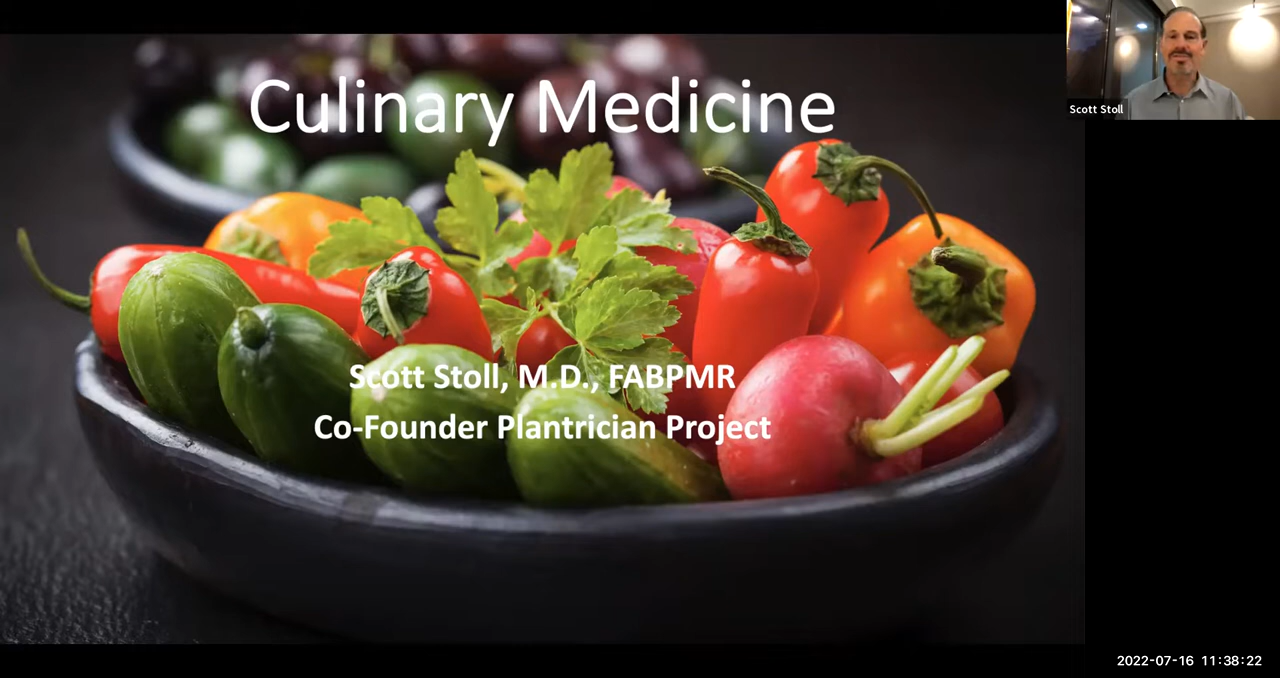 Culinary Medicine
Scott Stoll
Scott Stoll, M.D., FABPMR
Co-Founder Plantrician Project
2022-07-16 11:38:22